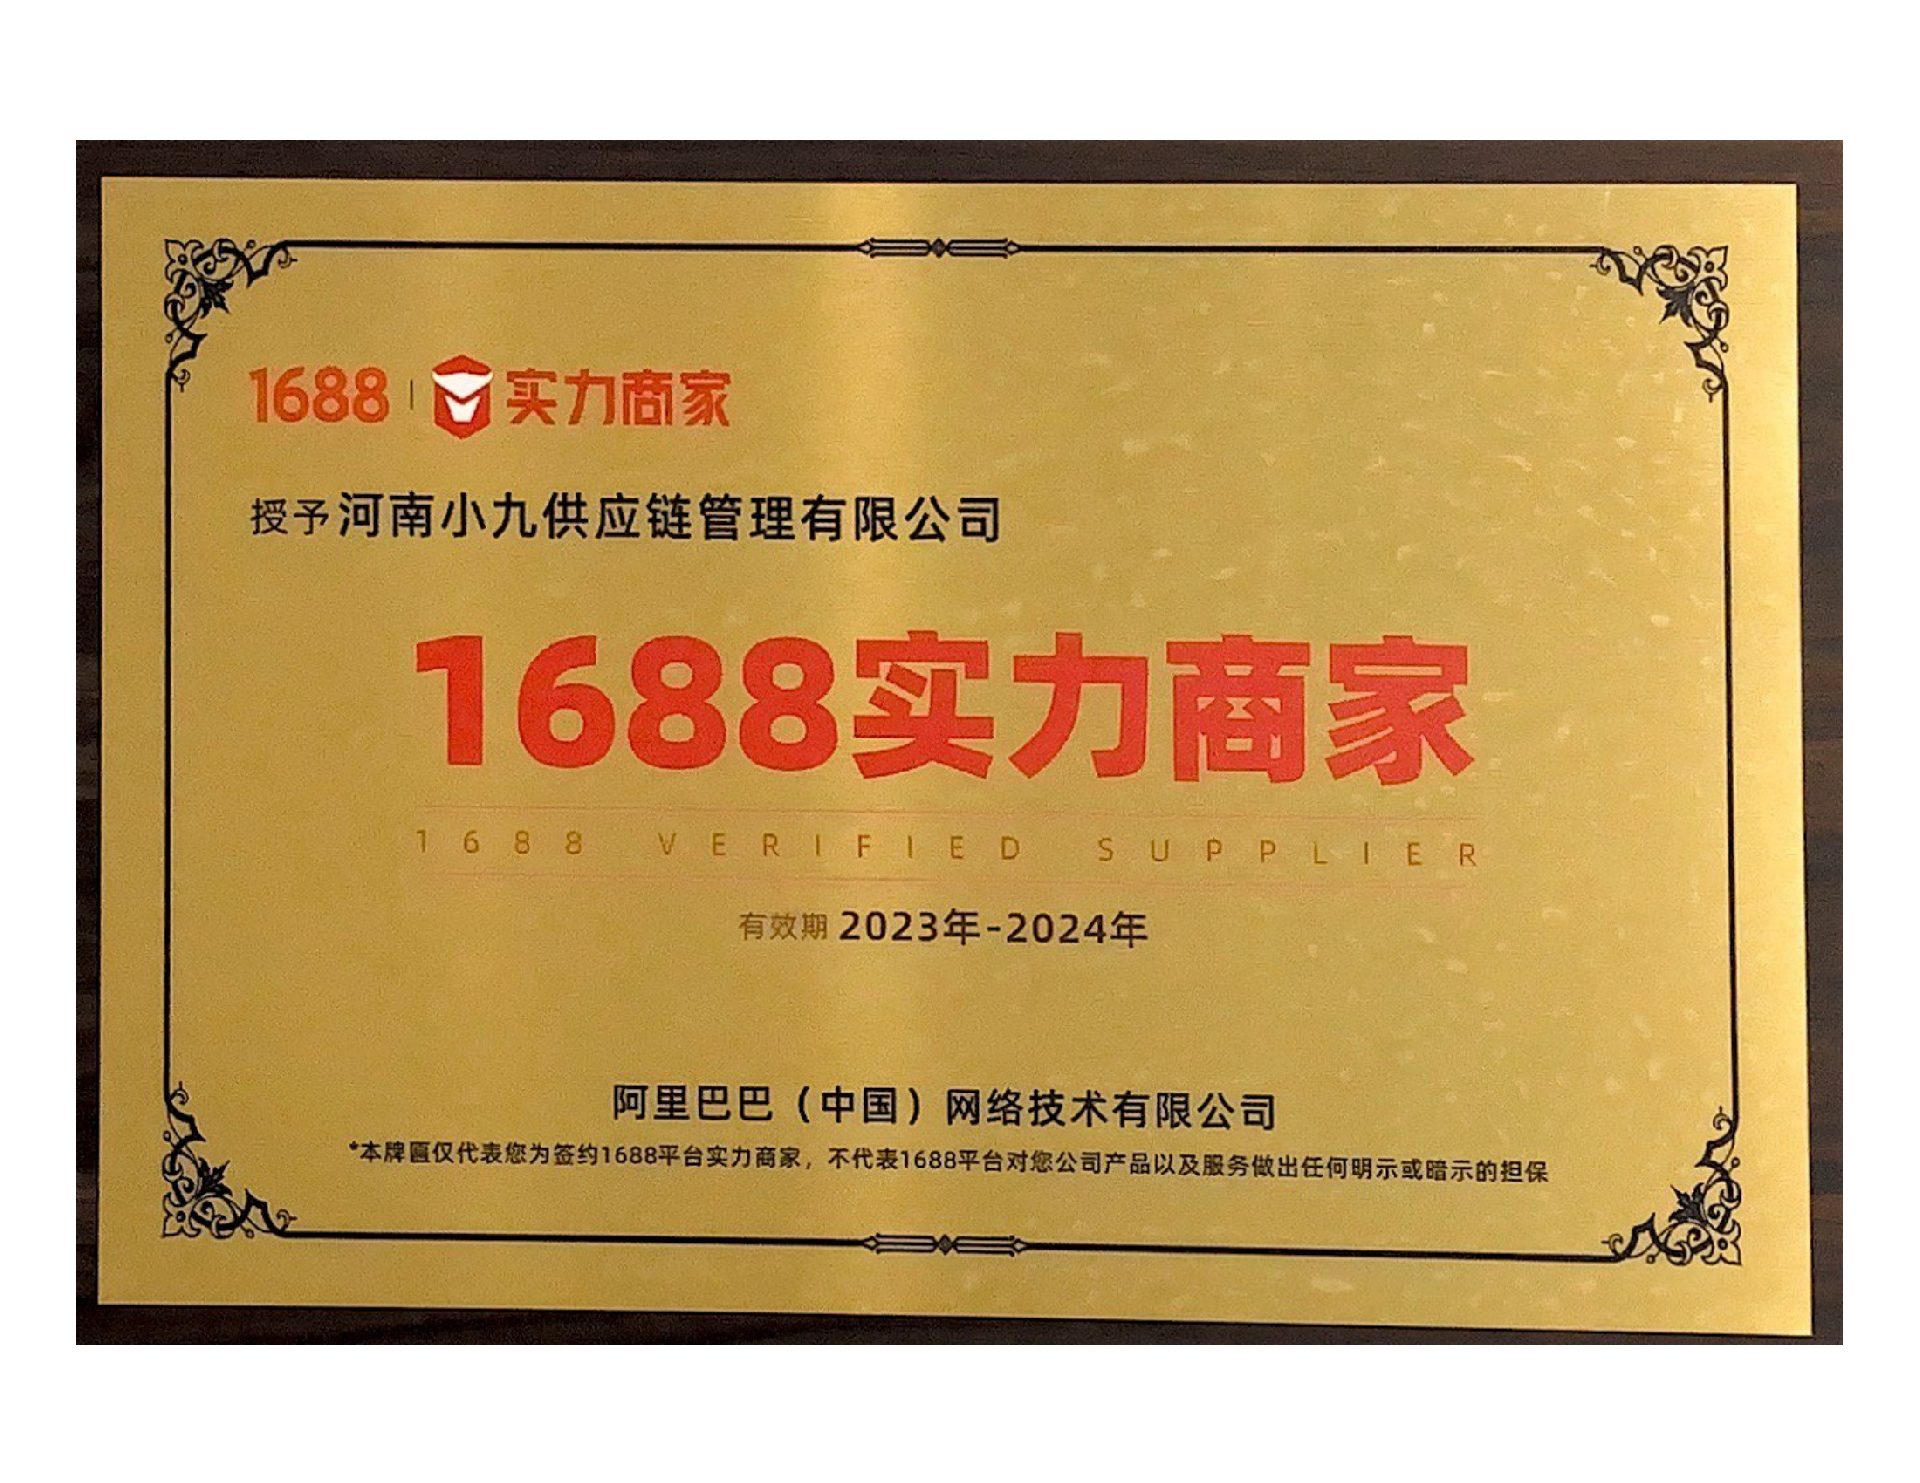 1688 实力商家
授予 河南小九供应链管理有限公司
1688实力商家
1688 VERIFIED SUPPLIER
有效期 2023年-2024年
阿里巴巴（中国）网络技术有限公司
*本牌匾仅代表您为签约1688平台实力商家，不代表1688平台对您公司产品以及服务做出任何明示或暗示的担保